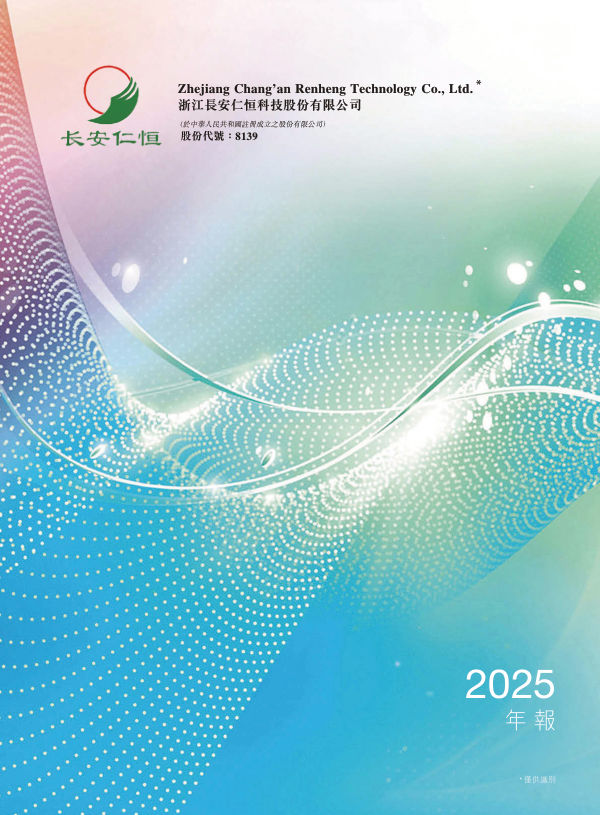 长安仁恒
Zhejiang Chang'an Renheng Technology Co., Ltd.*
浙江長安仁恒科技股份有限公司
(於中華人民共和國註冊成立之股份有限公司)
股份代號：8139
2025
年報
* 僅供識別